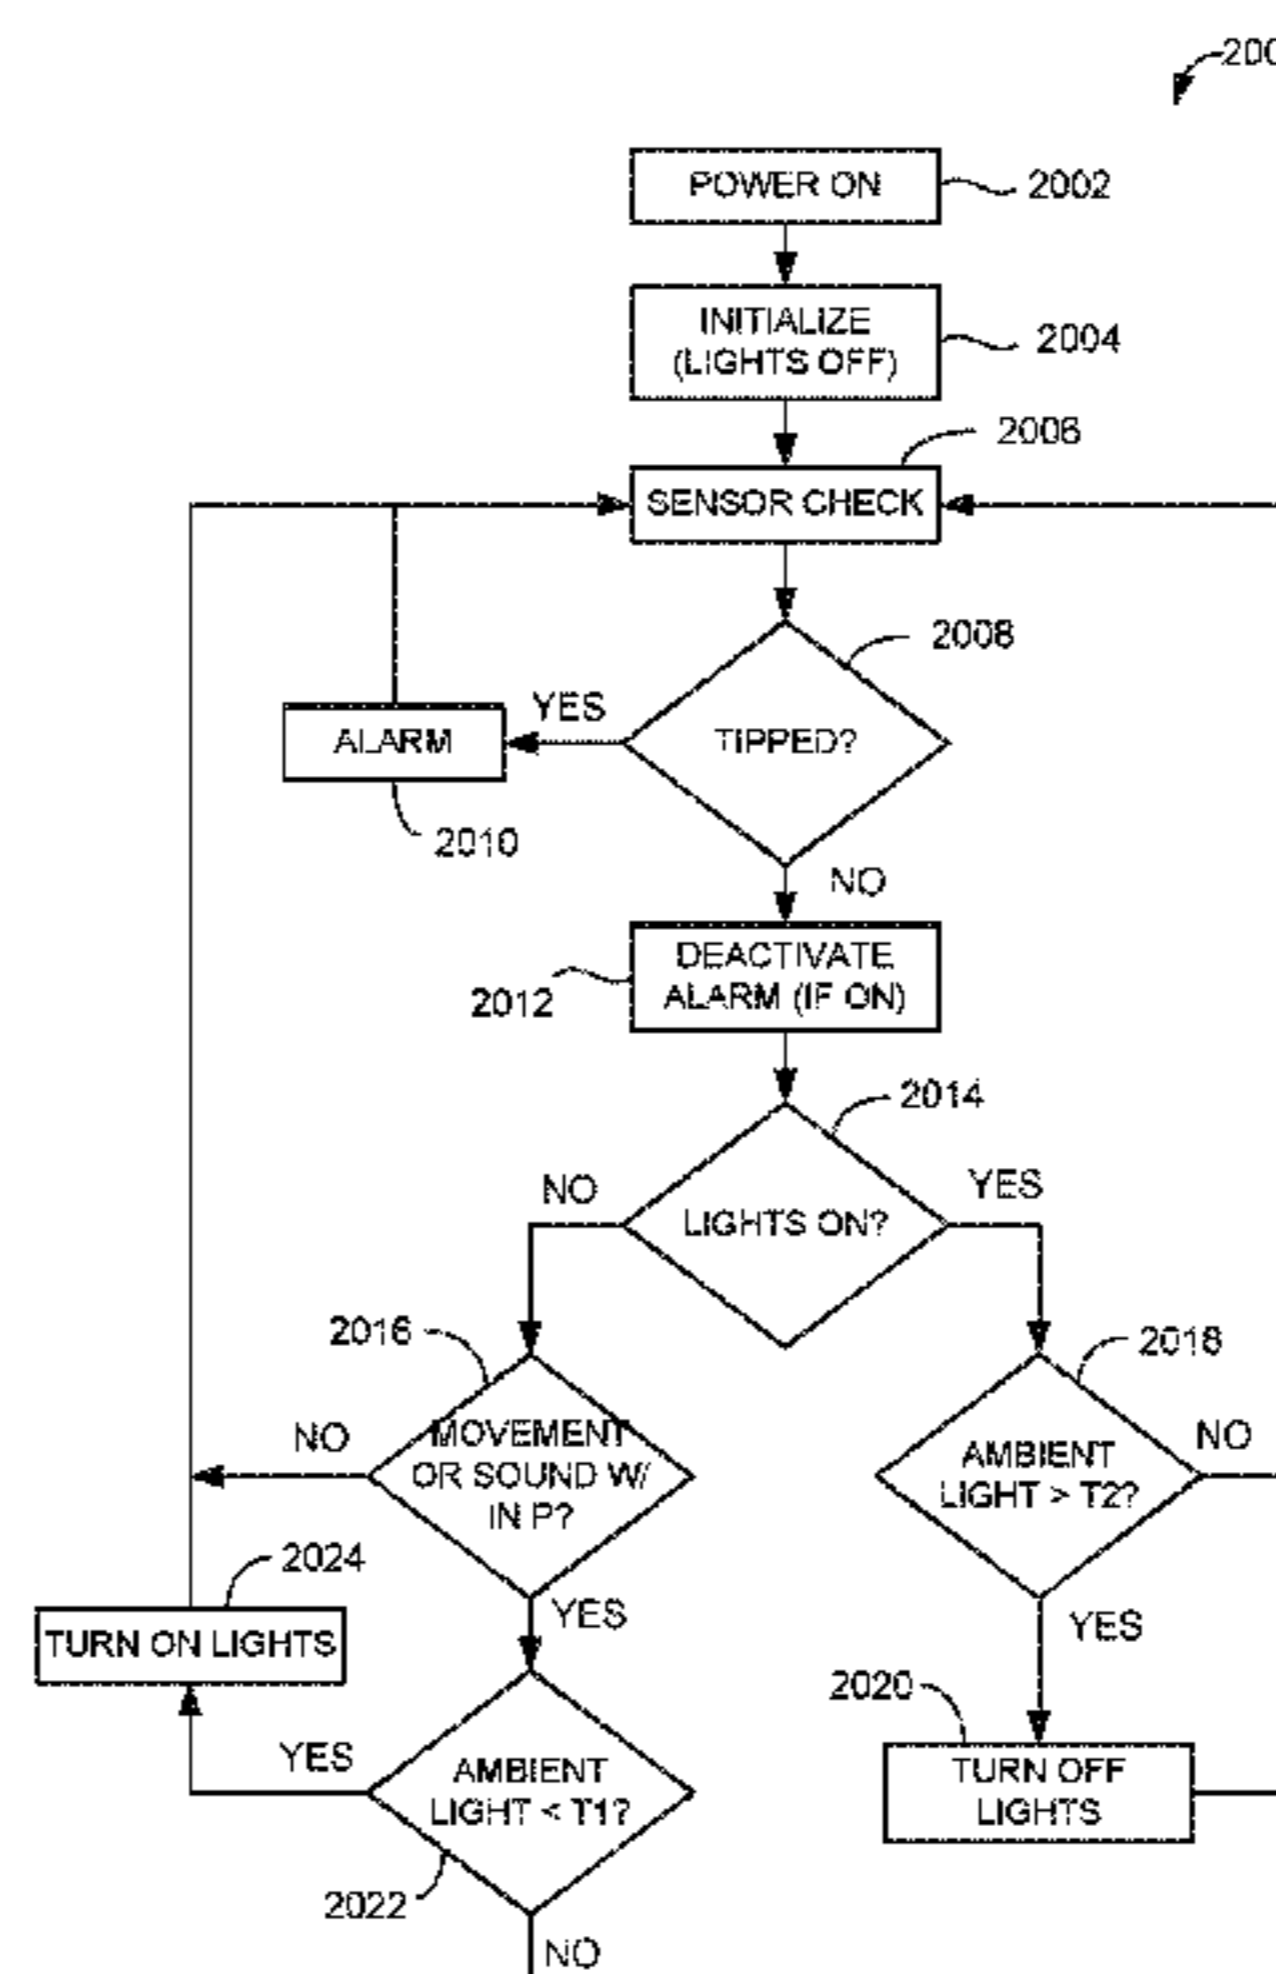 200
POWER ON
2002
INITIALIZE
(LIGHTS OFF)
2004
2006
SENSOR CHECK
2008
YES
ALARM
TIPPED?
2010
NO
DEACTIVATE
ALARM (IF ON)
2012
2014
NO
YES
LIGHTS ON?
2016
2018
NO
MOVEMENT
OR SOUND W/
IN P?
AMBIENT
LIGHT > T2?
NO
2024
YES
YES
TURN ON LIGHTS
2020
YES
AMBIENT
LIGHT < T1?
TURN OFF
LIGHTS
2022
NO